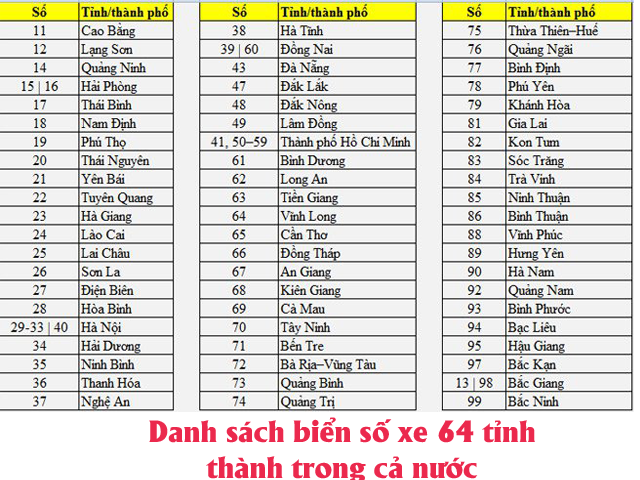 Số Tỉnh/thành phố
11 Cao Bằng
12 Lạng Sơn
14 Quảng Ninh
15 | 16 Hải Phòng
17 Thái Bình
18 Nam Định
19 Phú Thọ
20 Thái Nguyên
21 Yên Bái
22 Tuyên Quang
23 Hà Giang
24 Lào Cai
25 Lai Châu
26 Sơn La
27 Điện Biên
28 Hòa Bình
29-33 | 40 Hà Nội
34 Hải Dương
35 Ninh Bình
36 Thanh Hóa
37 Nghệ An
Số Tỉnh/thành phố
38 Hà Tĩnh
39 | 60 Đồng Nai
43 Đà Nẵng
47 Đắk Lắk
48 Đắk Nông
49 Lâm Đồng
41, 50–59 Thành phố Hồ Chí Minh
61 Bình Dương
62 Long An
63 Tiền Giang
64 Vĩnh Long
65 Cần Thơ
66 Đồng Tháp
67 An Giang
68 Kiên Giang
69 Cà Mau
70 Tây Ninh
71 Bến Tre
72 Bà Rịa–Vũng Tàu
73 Quảng Bình
74 Quảng Trị
Số Tỉnh/thành phố
75 Thừa Thiên–Huế
76 Quảng Ngãi
77 Bình Định
78 Phú Yên
79 Khánh Hòa
81 Gia Lai
82 Kon Tum
83 Sóc Trăng
84 Trà Vinh
85 Ninh Thuận
86 Bình Thuận
88 Vĩnh Phúc
89 Hưng Yên
90 Hà Nam
92 Quảng Nam
93 Bình Phước
94 Bạc Liêu
95 Hậu Giang
97 Bắc Kạn
13 | 98 Bắc Giang
99 Bắc Ninh
Danh sách biển số xe 64 tỉnh
thành trong cả nước